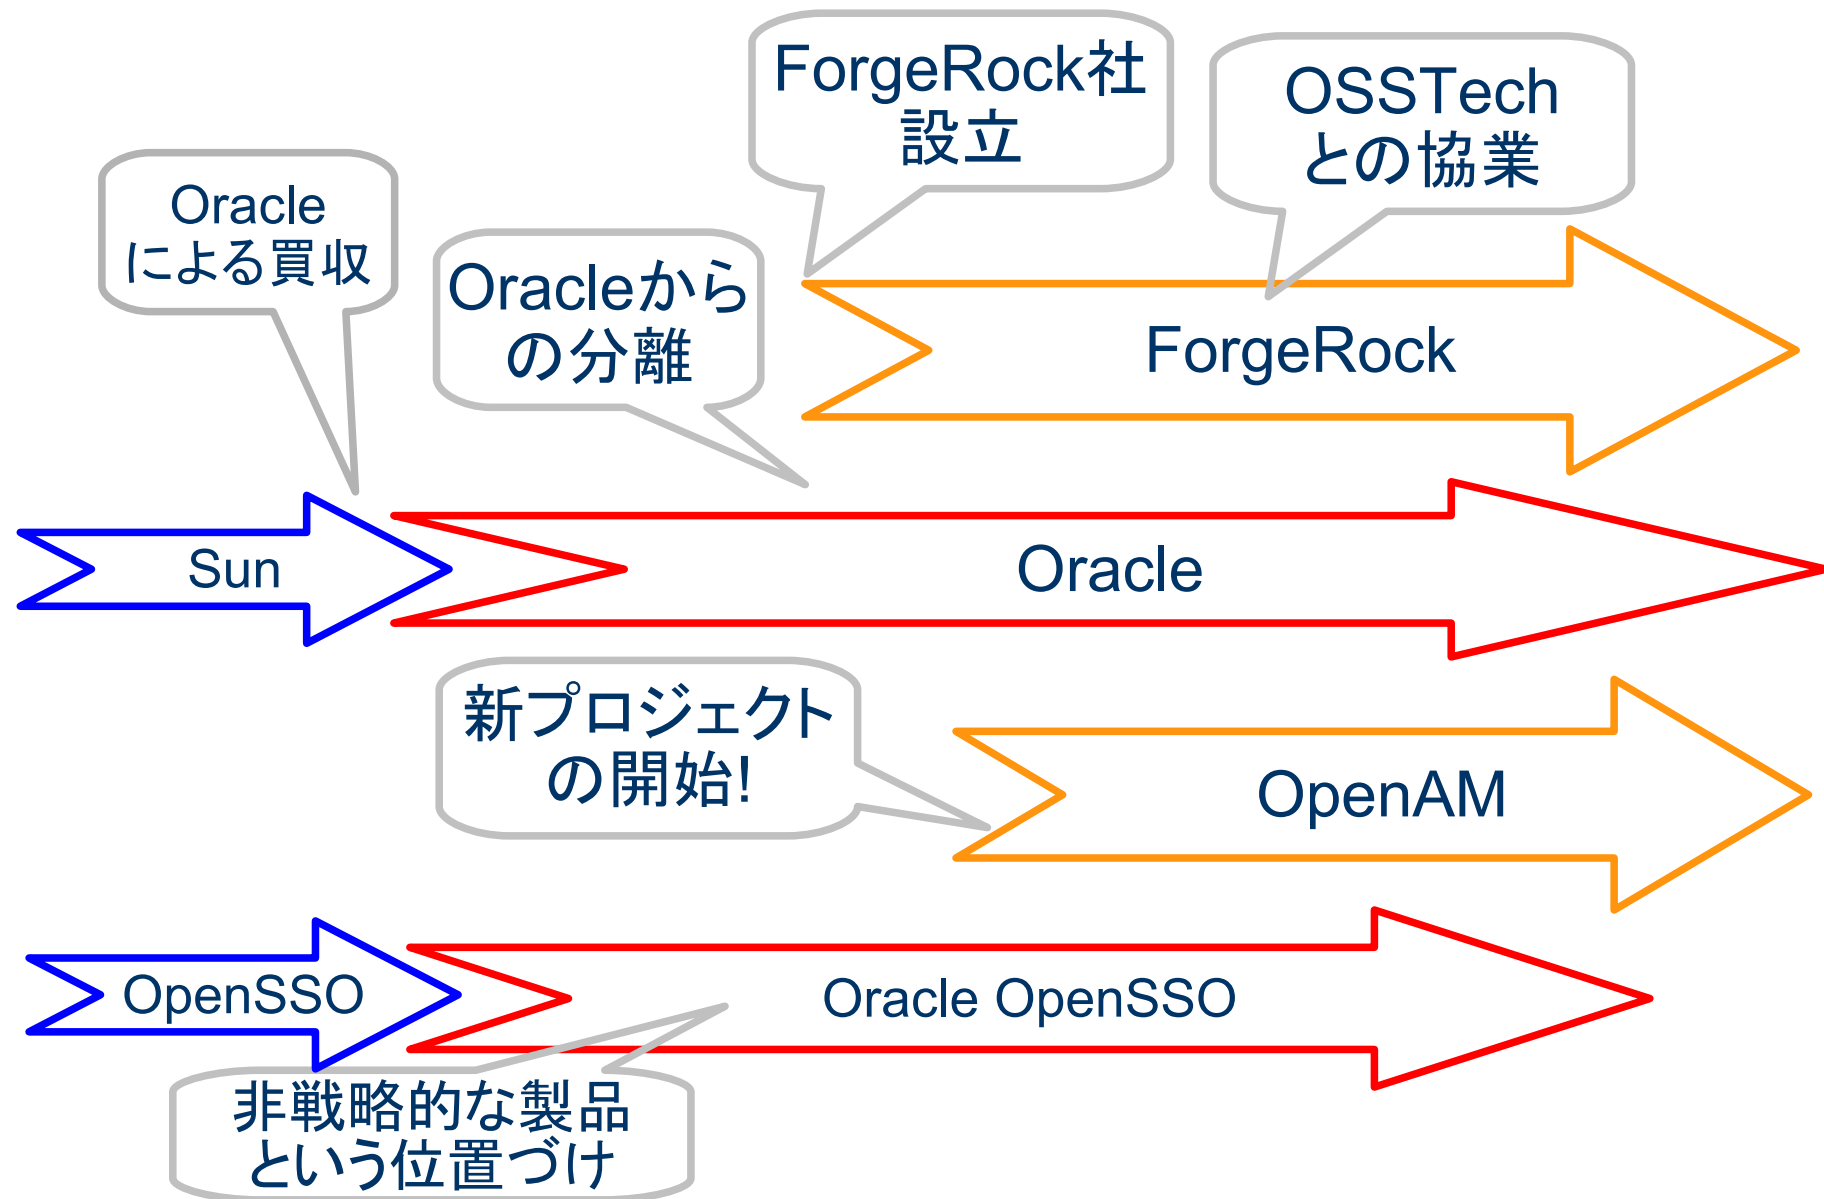 ForgeRock社
設立
OSSTech
との協業
Oracle
による買収
Oracleから
の分離
ForgeRock
Sun
Oracle
新プロジェクト
の開始!
OpenAM
OpenSSO
Oracle OpenSSO
非戦略的な製品
という位置づけ